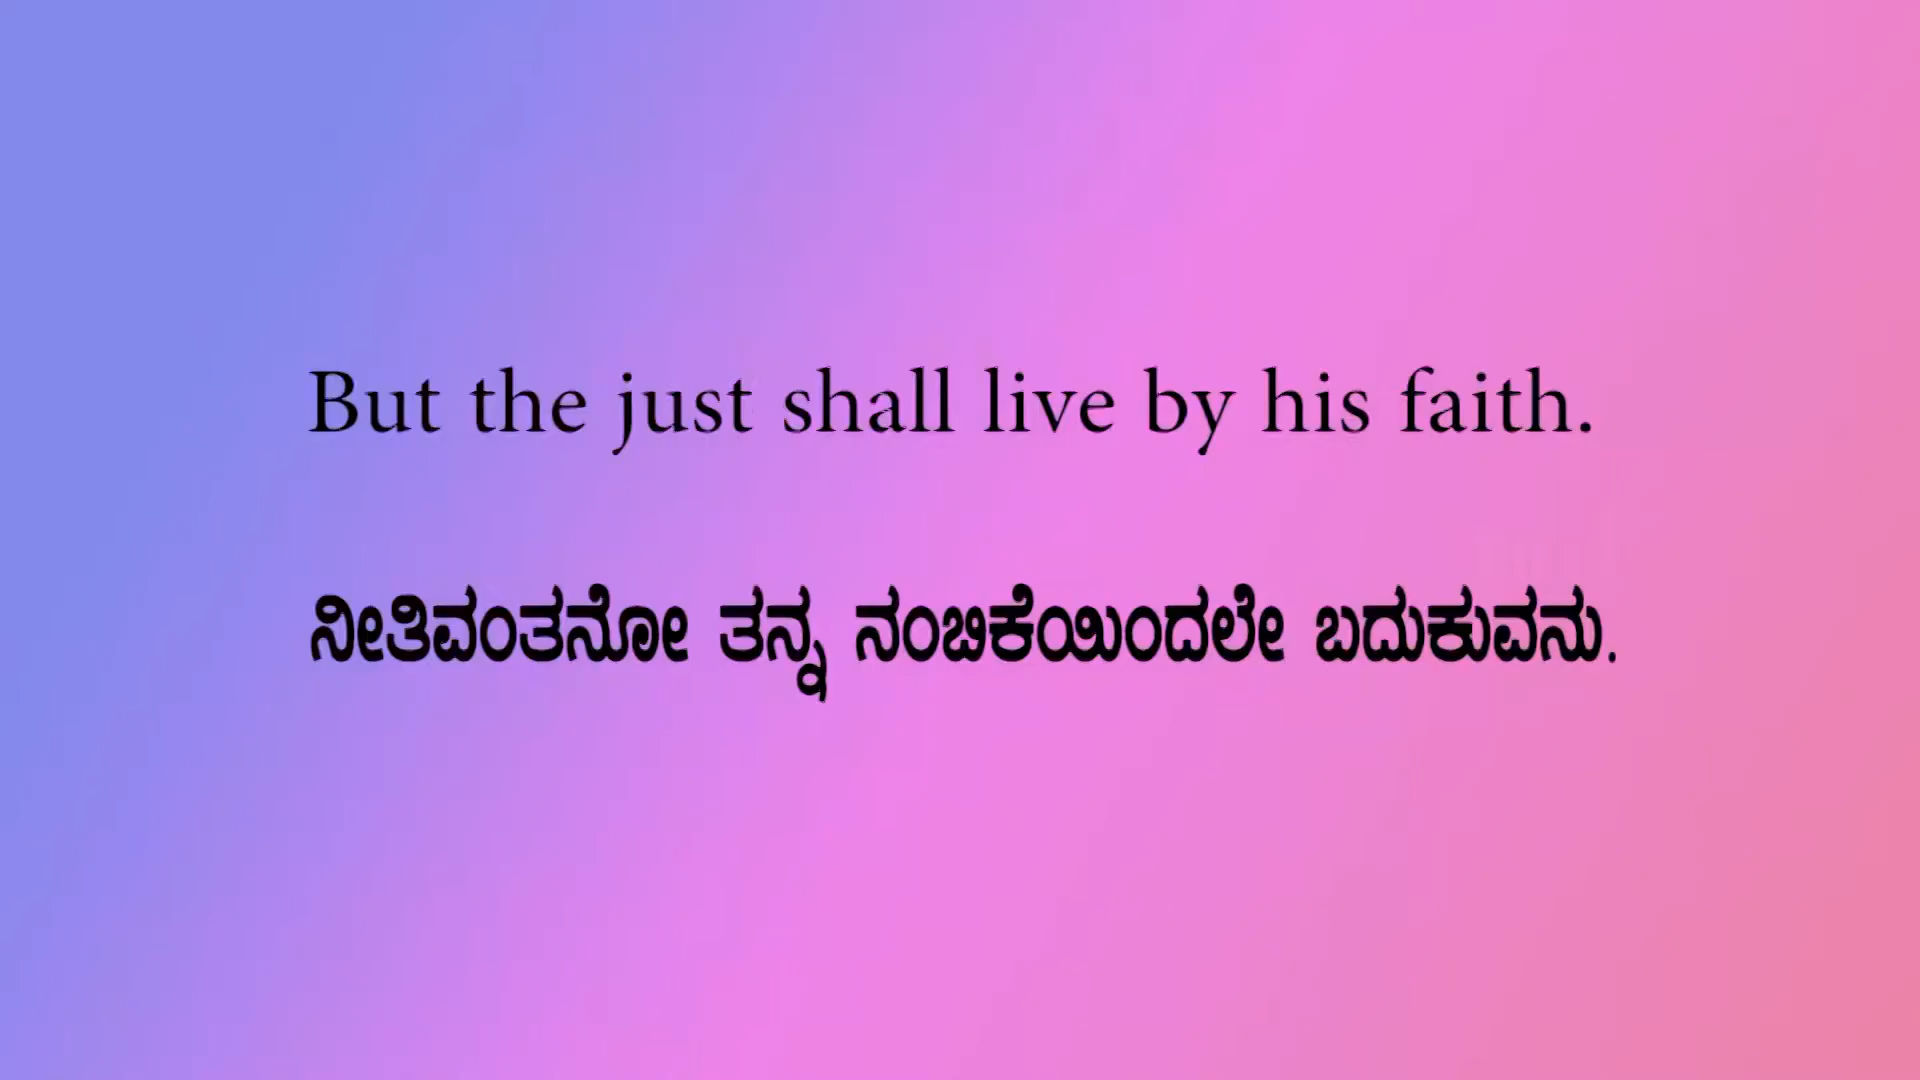 But the just shall live by his faith.
ನೀತಿವಂತನೋ ತನ್ನ ನಂಬಿಕೆಯಿಂದಲೇ ಬದುಕುವನು.